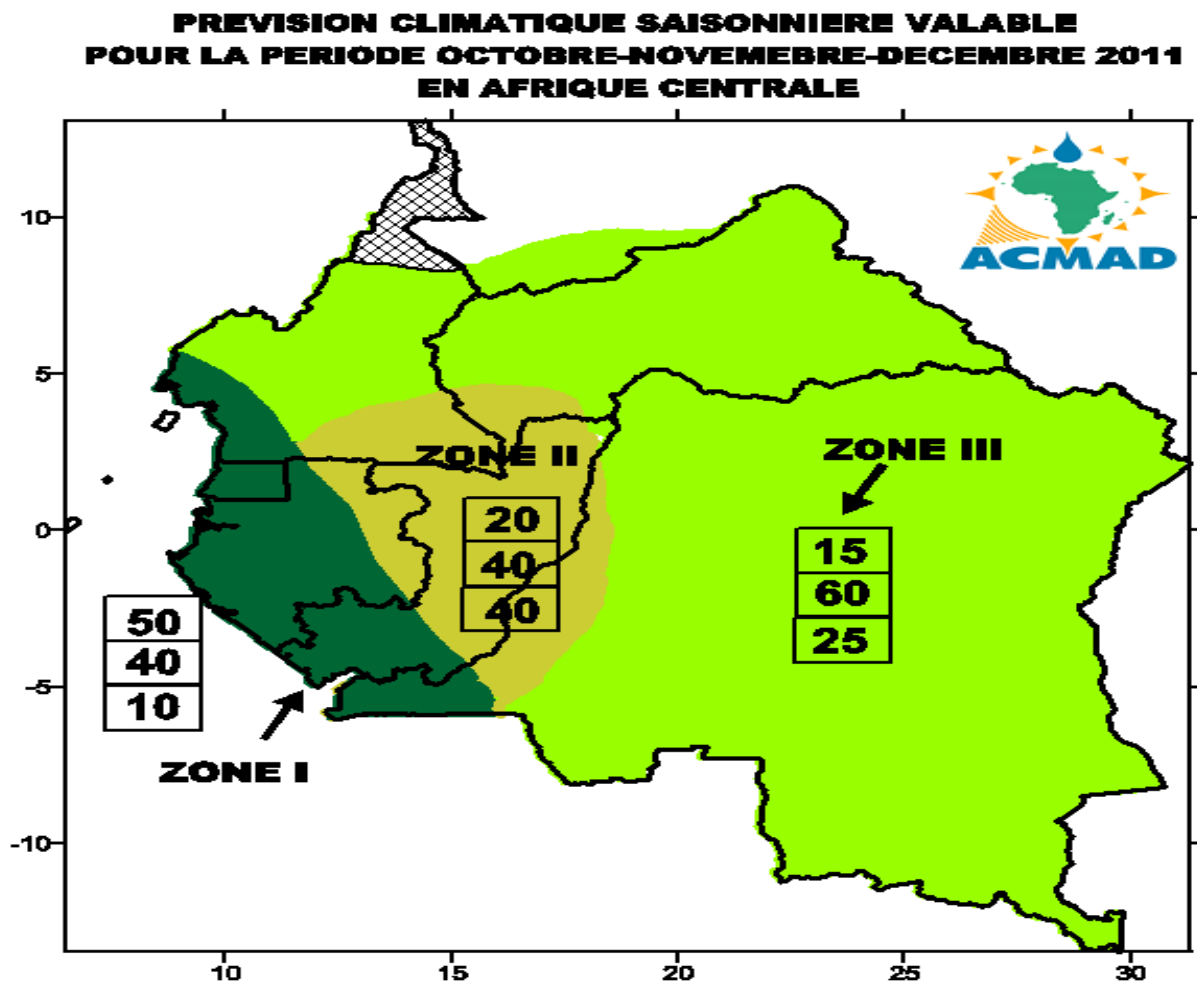 PREVISION CLIMATIQUE SAISONNIERE VALABLE
POUR LA PERIODE OCTOBRE-NOVEMEBRE-DECEMBRE 2011
EN AFRIQUE CENTRALE
ACMAD
10
5
0
-5
-10
ZONE II
20
40
40
ZONE III
15
60
25
50
40
10
ZONE I
10
15
20
25
30